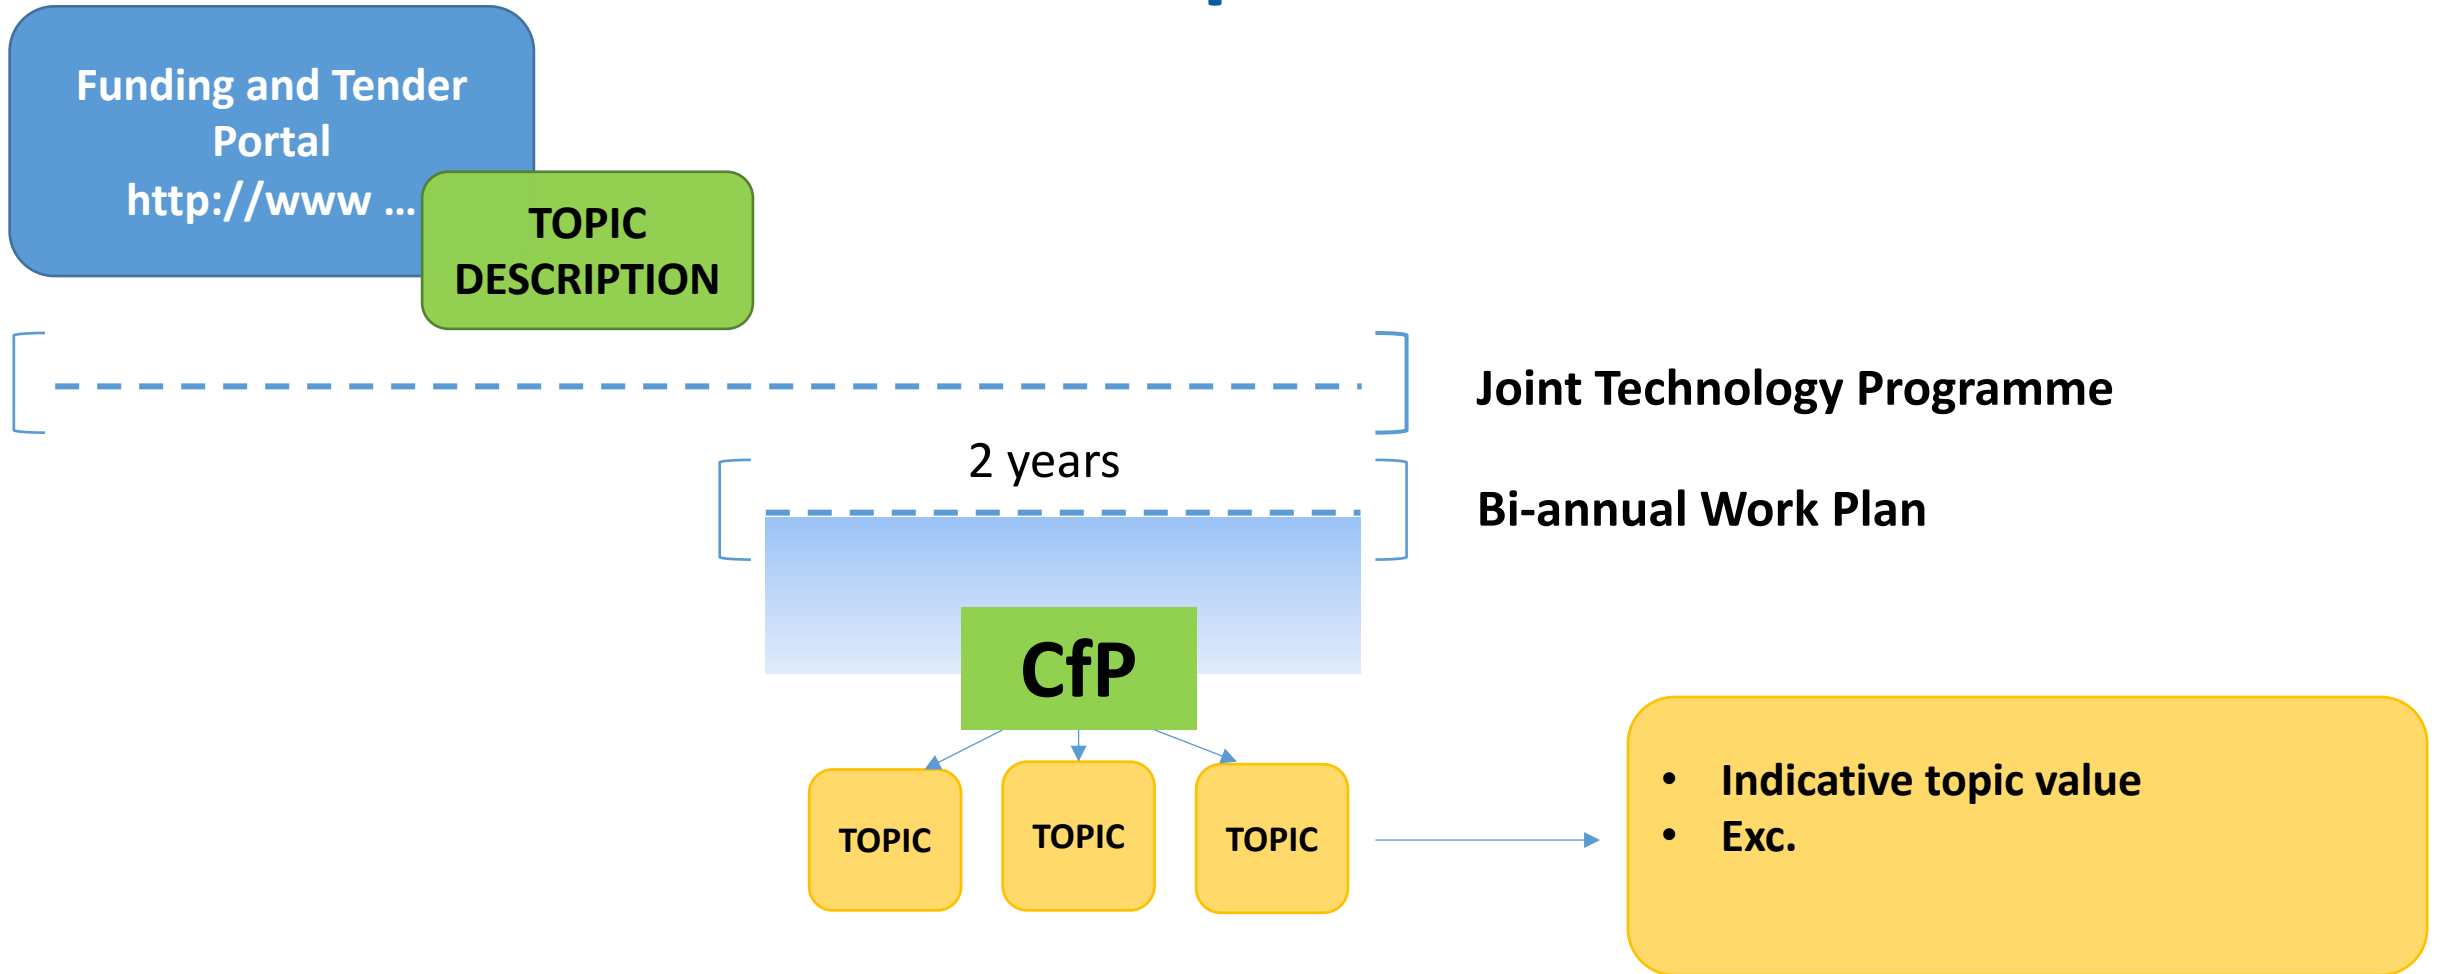 Funding and Tender
Portal
http://www ...
TOPIC
DESCRIPTION
Joint Technology Programme
2 years
Bi-annual Work Plan
CfP
TOPIC
TOPIC
TOPIC
• Indicative topic value
• Exc.